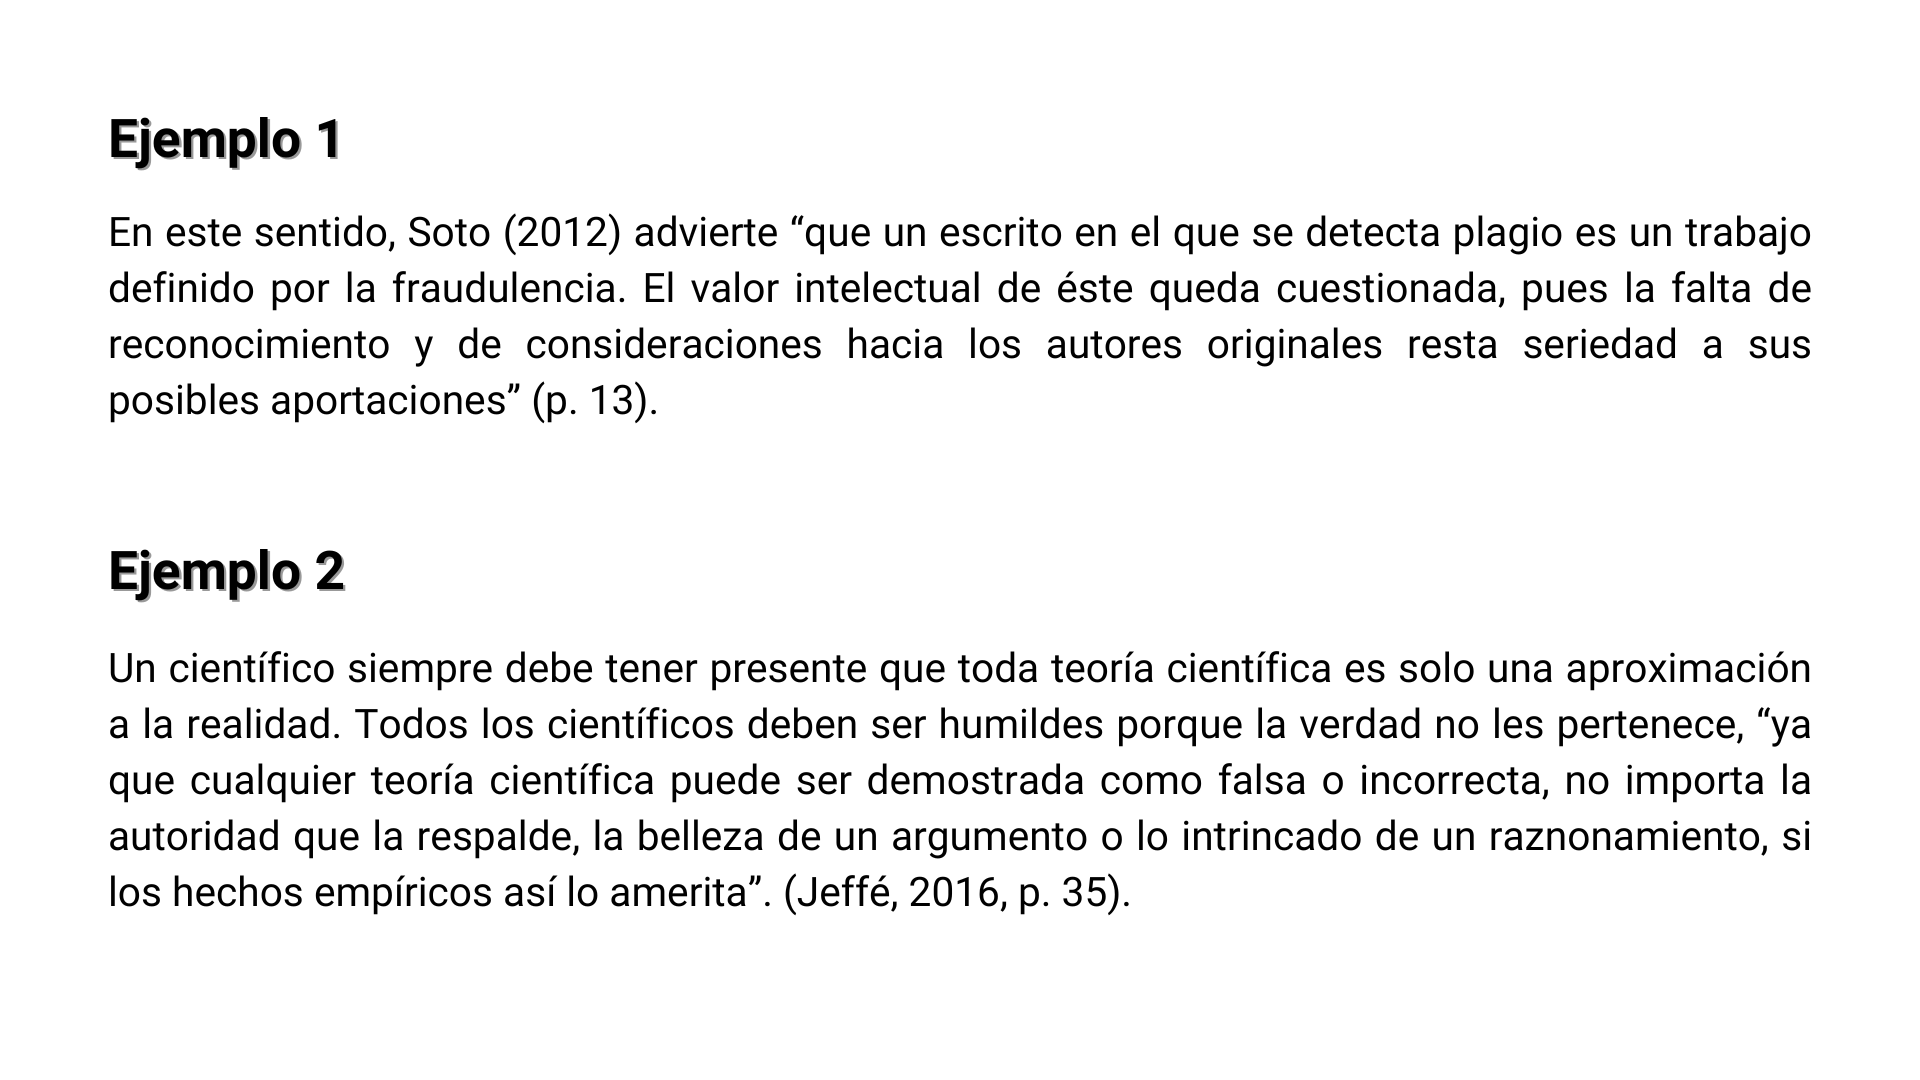 Ejemplo 1
En este sentido, Soto (2012) advierte “que un escrito en el que se detecta plagio es un trabajo
definido por la fraudulencia. El valor intelectual de éste queda cuestionada, pues la falta de
reconocimiento y de consideraciones hacia los autores originales resta seriedad a sus
posibles aportaciones” (p. 13).
Ejemplo 2
Un científico siempre debe tener presente que toda teoría científica es solo una aproximación
a la realidad. Todos los científicos deben ser humildes porque la verdad no les pertenece, “ya
que cualquier teoría científica puede ser demostrada como falsa o incorrecta, no importa la
autoridad que la respalde, la belleza de un argumento o lo intrincado de un raznonamiento, si
los hechos empíricos así lo amerita”. (Jeffé, 2016, p. 35).